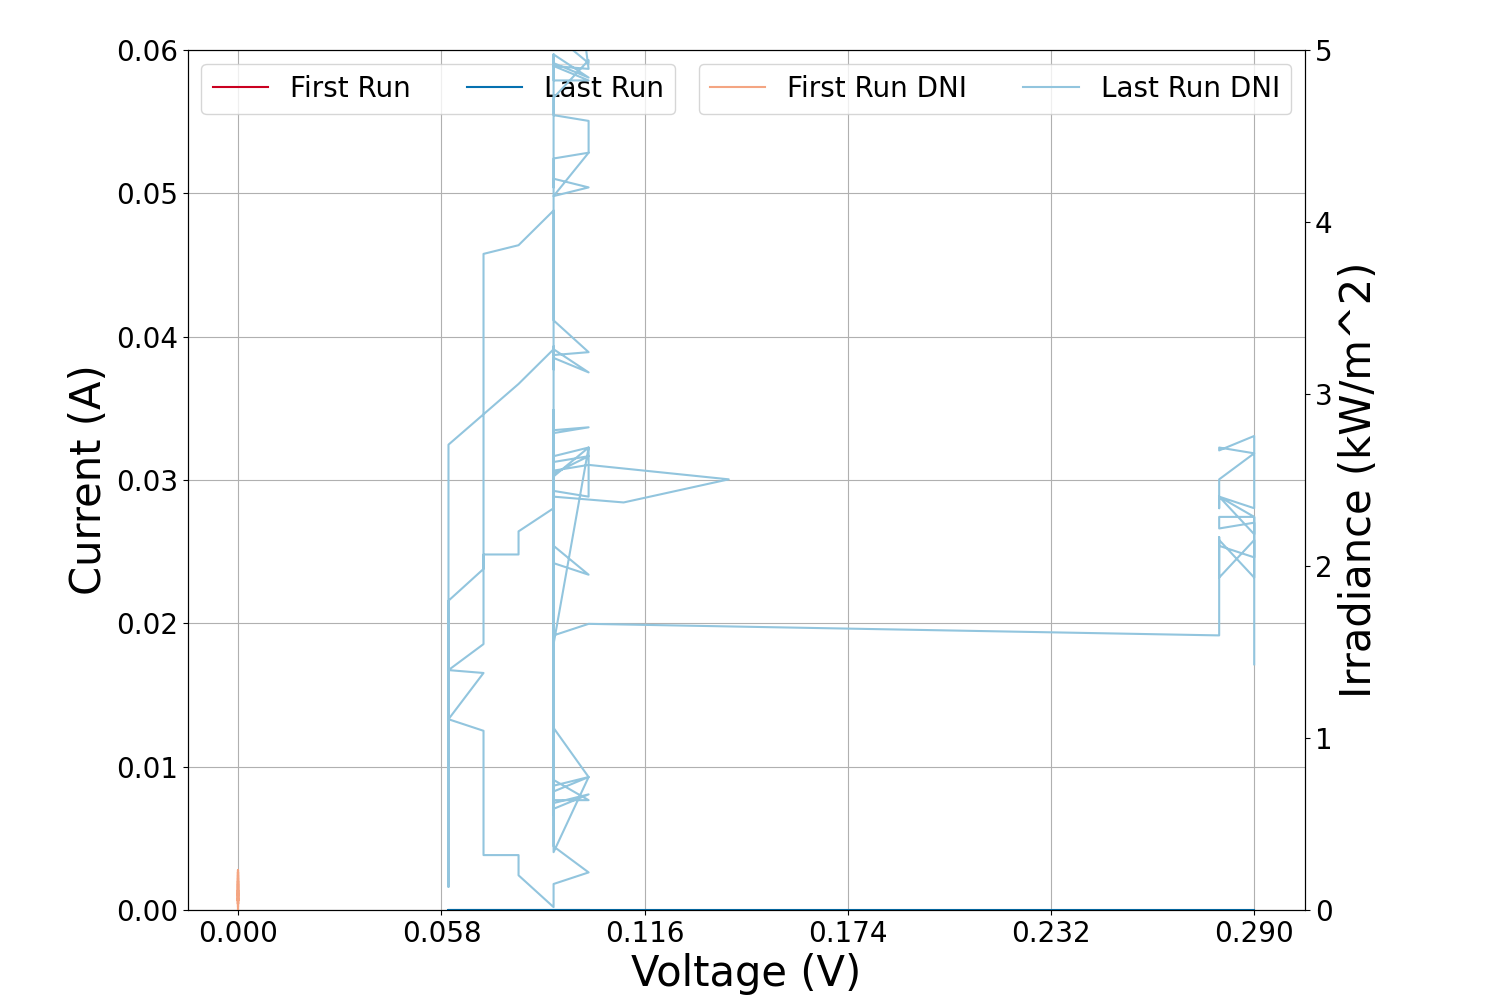 First Run
Last Run
First Run DNI
Last Run DNI
0.06
0.05
0.04
0.03
0.02
0.01
0.00
Current (A)
5
4
3
2
1
0
Irradiance (kW/m^2)
0.000
0.058
0.116
0.174
0.232
0.290
Voltage (V)